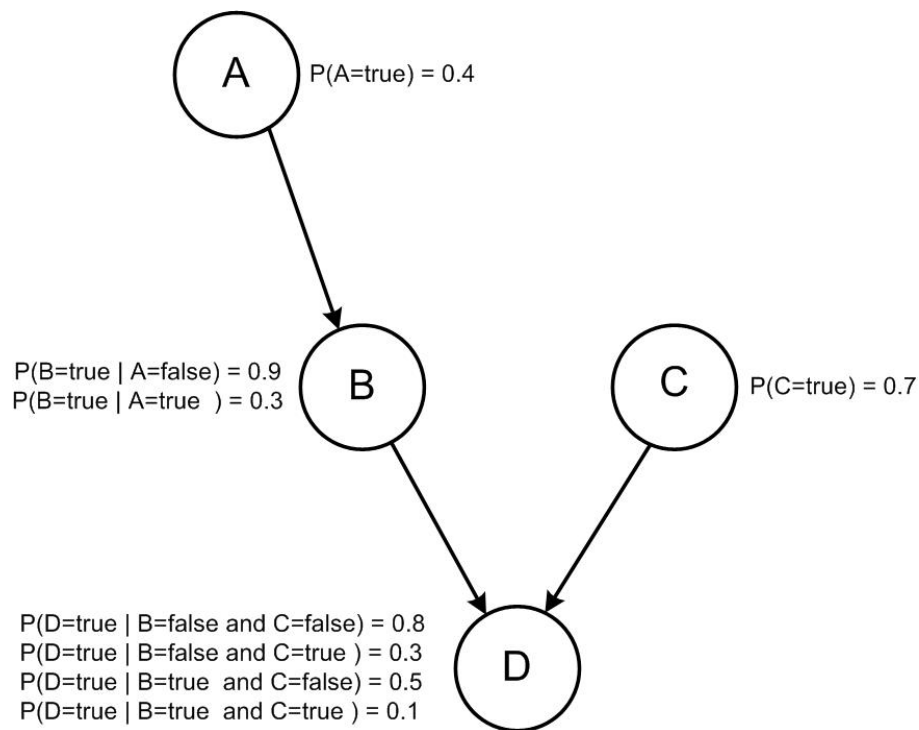 A
P(A=true) = 0.4
P(B=true | A=false) = 0.9
P(B=true | A=true  ) = 0.3
B
C
P(C=true) = 0.7
P(D=true | B=false and C=false) = 0.8
P(D=true | B=false and C=true ) = 0.3
P(D=true | B=true  and C=false) = 0.5
P(D=true | B=true  and C=true ) = 0.1
D